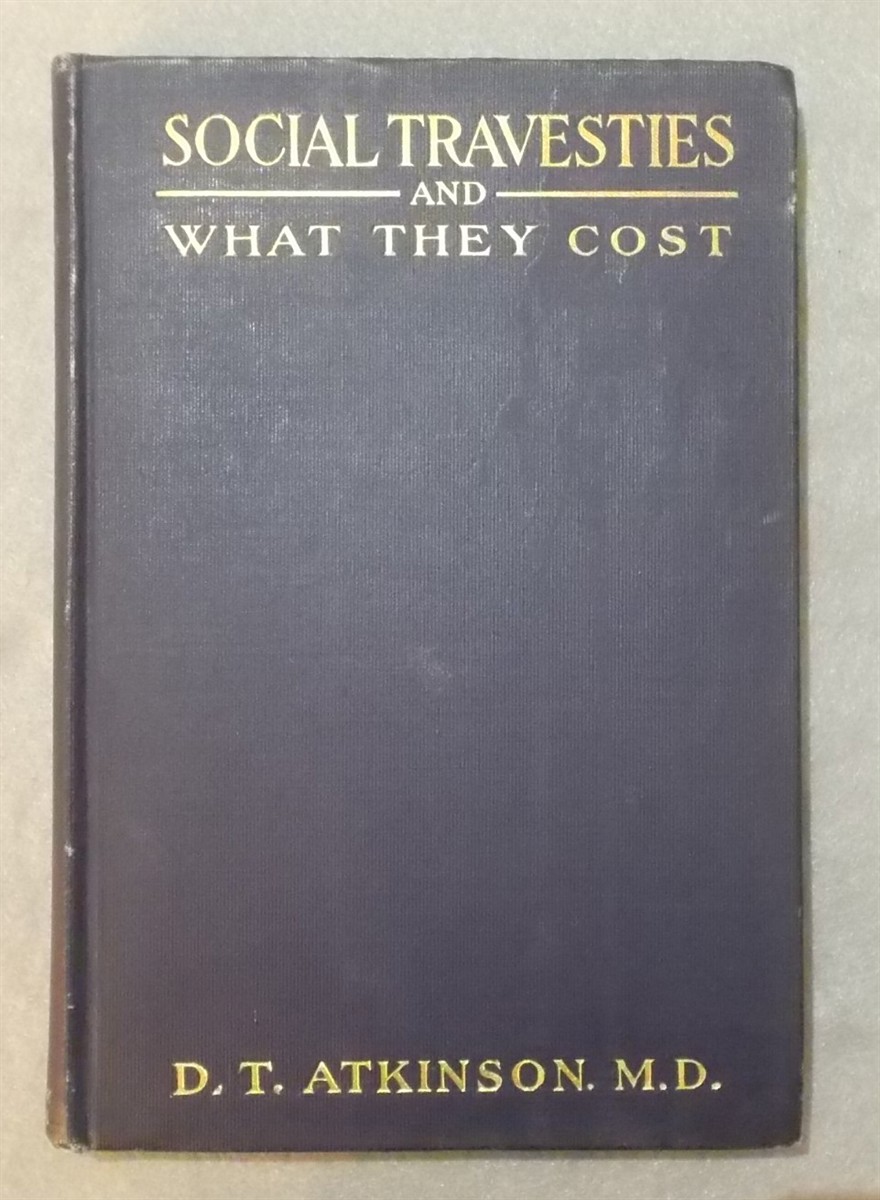 SOCIAL TRAVESTIES
AND
WHAT THEY COST
D. T. ATKINSON. M.D.